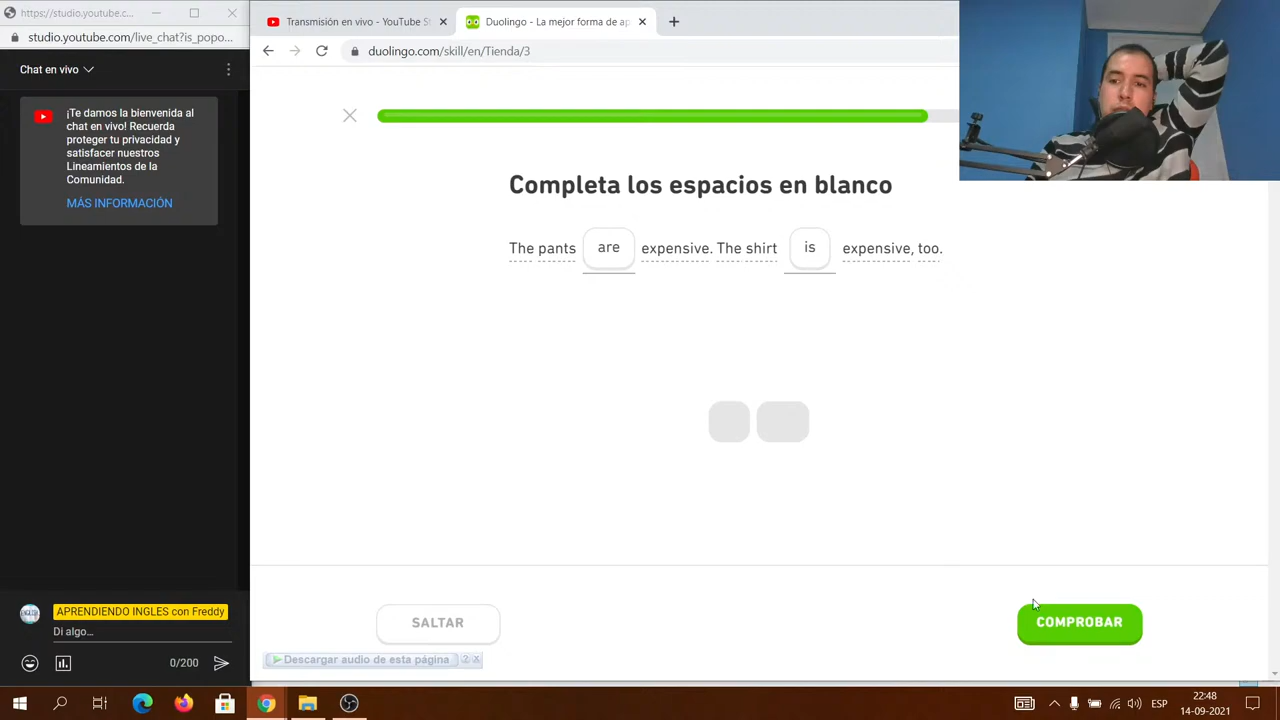 https://studio.youtube.c...
studio.youtube.com/live_chat?is_popo...
Chat en vivo
¡Te damos la bienvenida al
chat en vivo! Recuerda
proteger tu privacidad y
satisfacer nuestros
Lineamientos de la
Comunidad.
MÁS INFORMACIÓN
APRENDIENDO INGLES con Freddy
Di algo...
0/200
Transmisión en vivo - YouTube S
Duolingo - La mejor forma de ap
duolingo.com/skill/en/Tienda/3
Completa los espacios en blanco
The pants are expensive. The shirt is expensive, too.
SALTAR
COMPROBAR
Descargar audio de esta página
ESP
22:48
14-09-2021